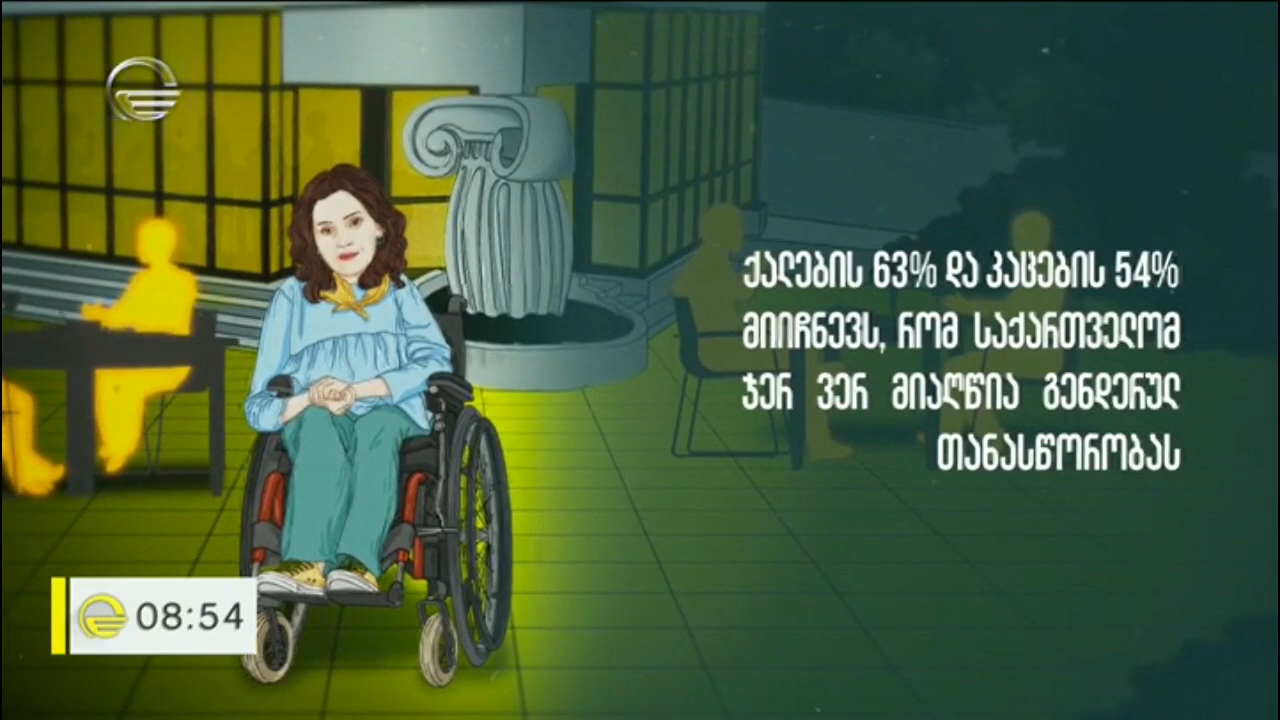 ქალების 63% და კაცების 54%
მიიჩნევს, რომ საქართველომ
ჯერ ვერ მიაღწია გენდერულ
თანასწორობას
08:54